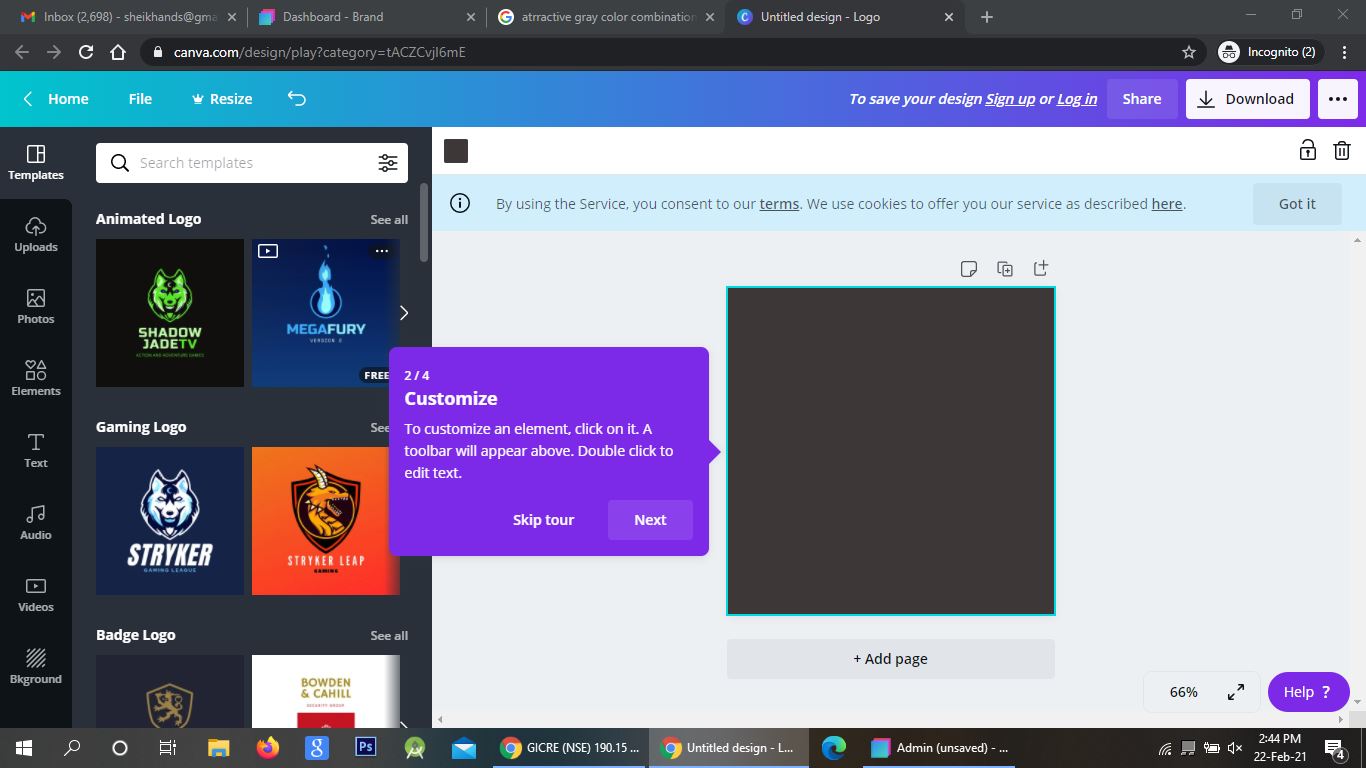 Inbox (2,698) - sheikhands@gma
Dashboard - Brand
atrractive gray color combination
Untitled design - Logo
canva.com/design/play?category=tACZCvjI6mE
Incognito (2)
Home
File
Resize
To save your design Sign up or Log in
Share
Download
Templates
Uploads
Photos
Elements
Text
Audio
Videos
Bkground
Search templates
Animated Logo
See all
SHADOW
JADETV
ACTION AND ADVENTURE GAMES
MEGAFURY
VERSION 2
FREE
Gaming Logo
See
STRYKER
GAMING LEAGUE
STRYKER LEAP
GAMING
Badge Logo
See all
BOWDEN
& CAHILL
SECURITY GROUP
By using the Service, you consent to our terms. We use cookies to offer you our service as described here.
Got it
2 / 4
Customize
To customize an element, click on it. A
toolbar will appear above. Double click to
edit text.
Skip tour
Next
+ Add page
66%
Help ?
Ps
GICRE (NSE) 190.15 ...
Untitled design - L...
Admin (unsaved) - ...
2:44 PM
22-Feb-21
4